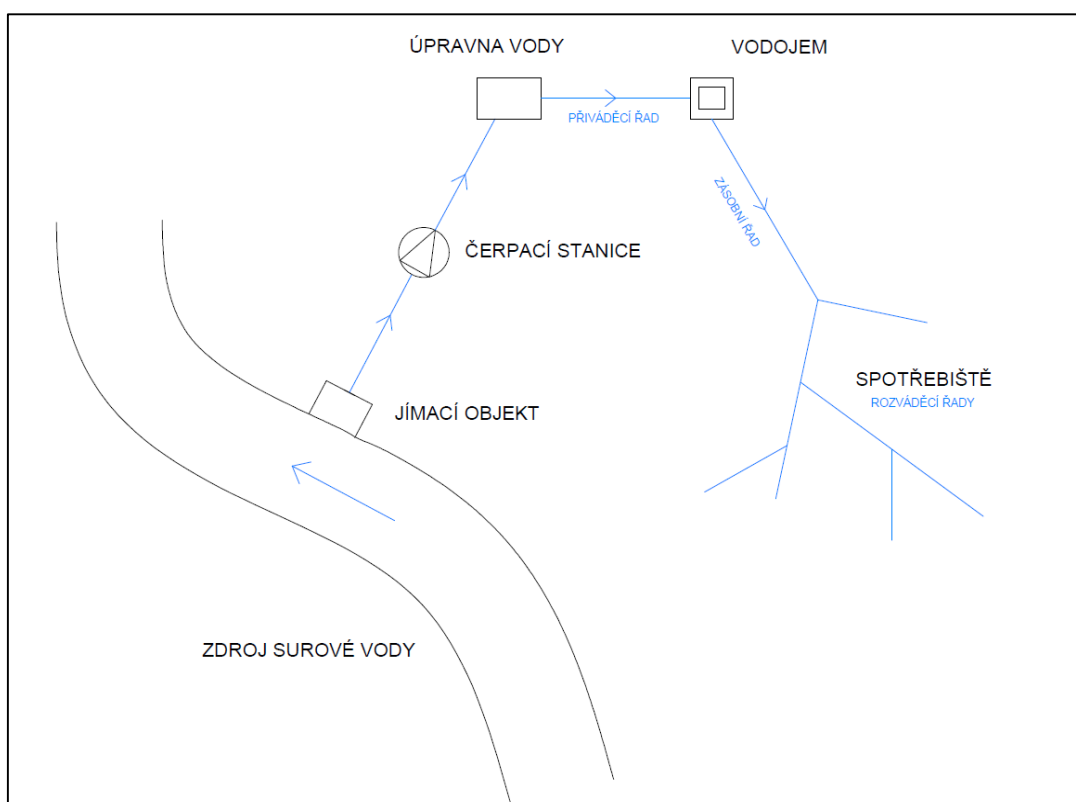 ÚPRAVNA VODY
VODOJEM
PŘIVÁDĚCÍ ŘAD
ZÁSOBNÍ ŘAD
ČERPACÍ STANICE
SPOTŘEBIŠTĚ
ROZVÁDĚCÍ ŘADY
JÍMACÍ OBJEKT
ZDROJ SUROVÉ VODY